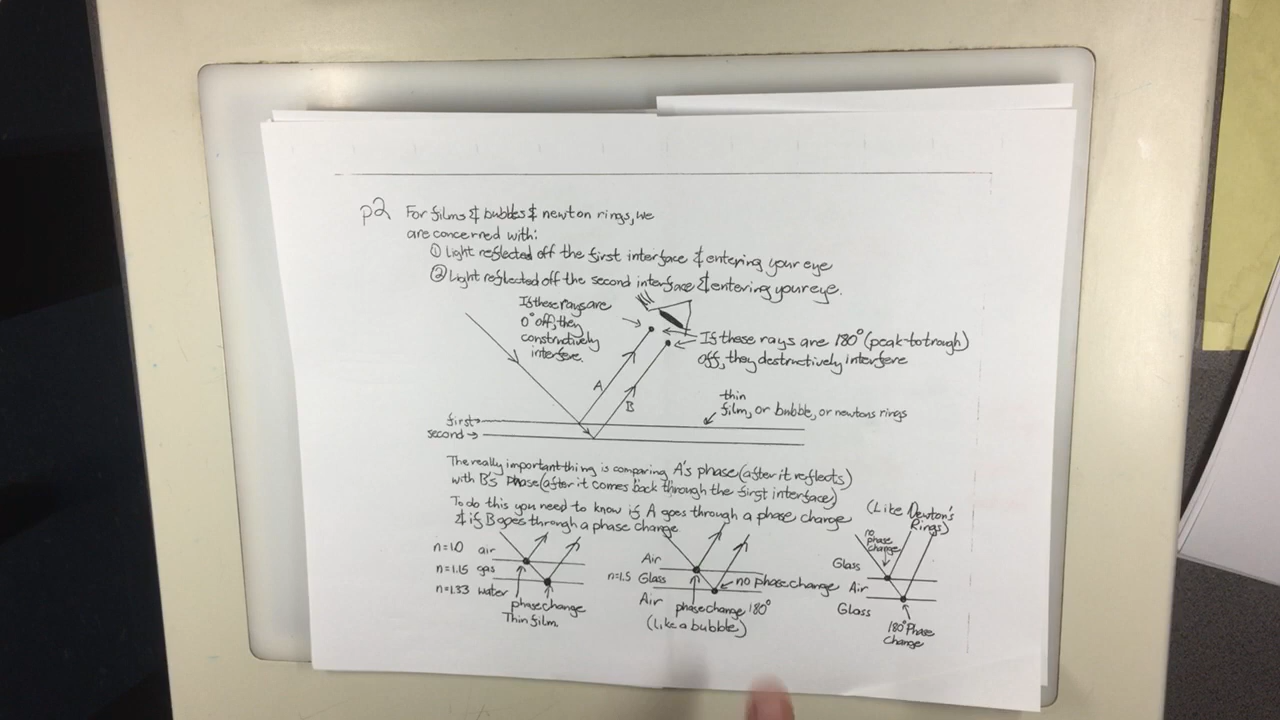 p2 For films & bubbles & newton rings, we
are concerned with:
① Light reflected off the first interface & entering your eye
② Light reflected off the second interface & entering your eye.
If these rays are
0° off, they
constructively
interfere.
If these rays are 180° (peak to trough)
off, they destructively interfere
A
B
thin
film, or bubble, or newtons rings
first→
second→
The really important thing is comparing A's phase (after it reflects)
with B's phase (after it comes back through the first interface)
To do this you need to know if A goes through a phase change
& if B goes through a phase change
n=1.0 air
n=1.15 gas
n=1.33 water
phase change
Thin film.
Air
n=1.5 Glass
Air
no phase change
phase change 180°
(Like a bubble)
(Like Newton's
Rings)
no
phase
change
Glass
Air
Glass
180° Phase
Change